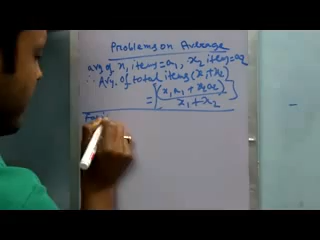 Problems on Average
avg of x₁ items = a₁, x₂ items = a₂
∴ Avg. of total items (x₁+x₂)
= (x₁a₁ + x₂a₂) / (x₁ + x₂)